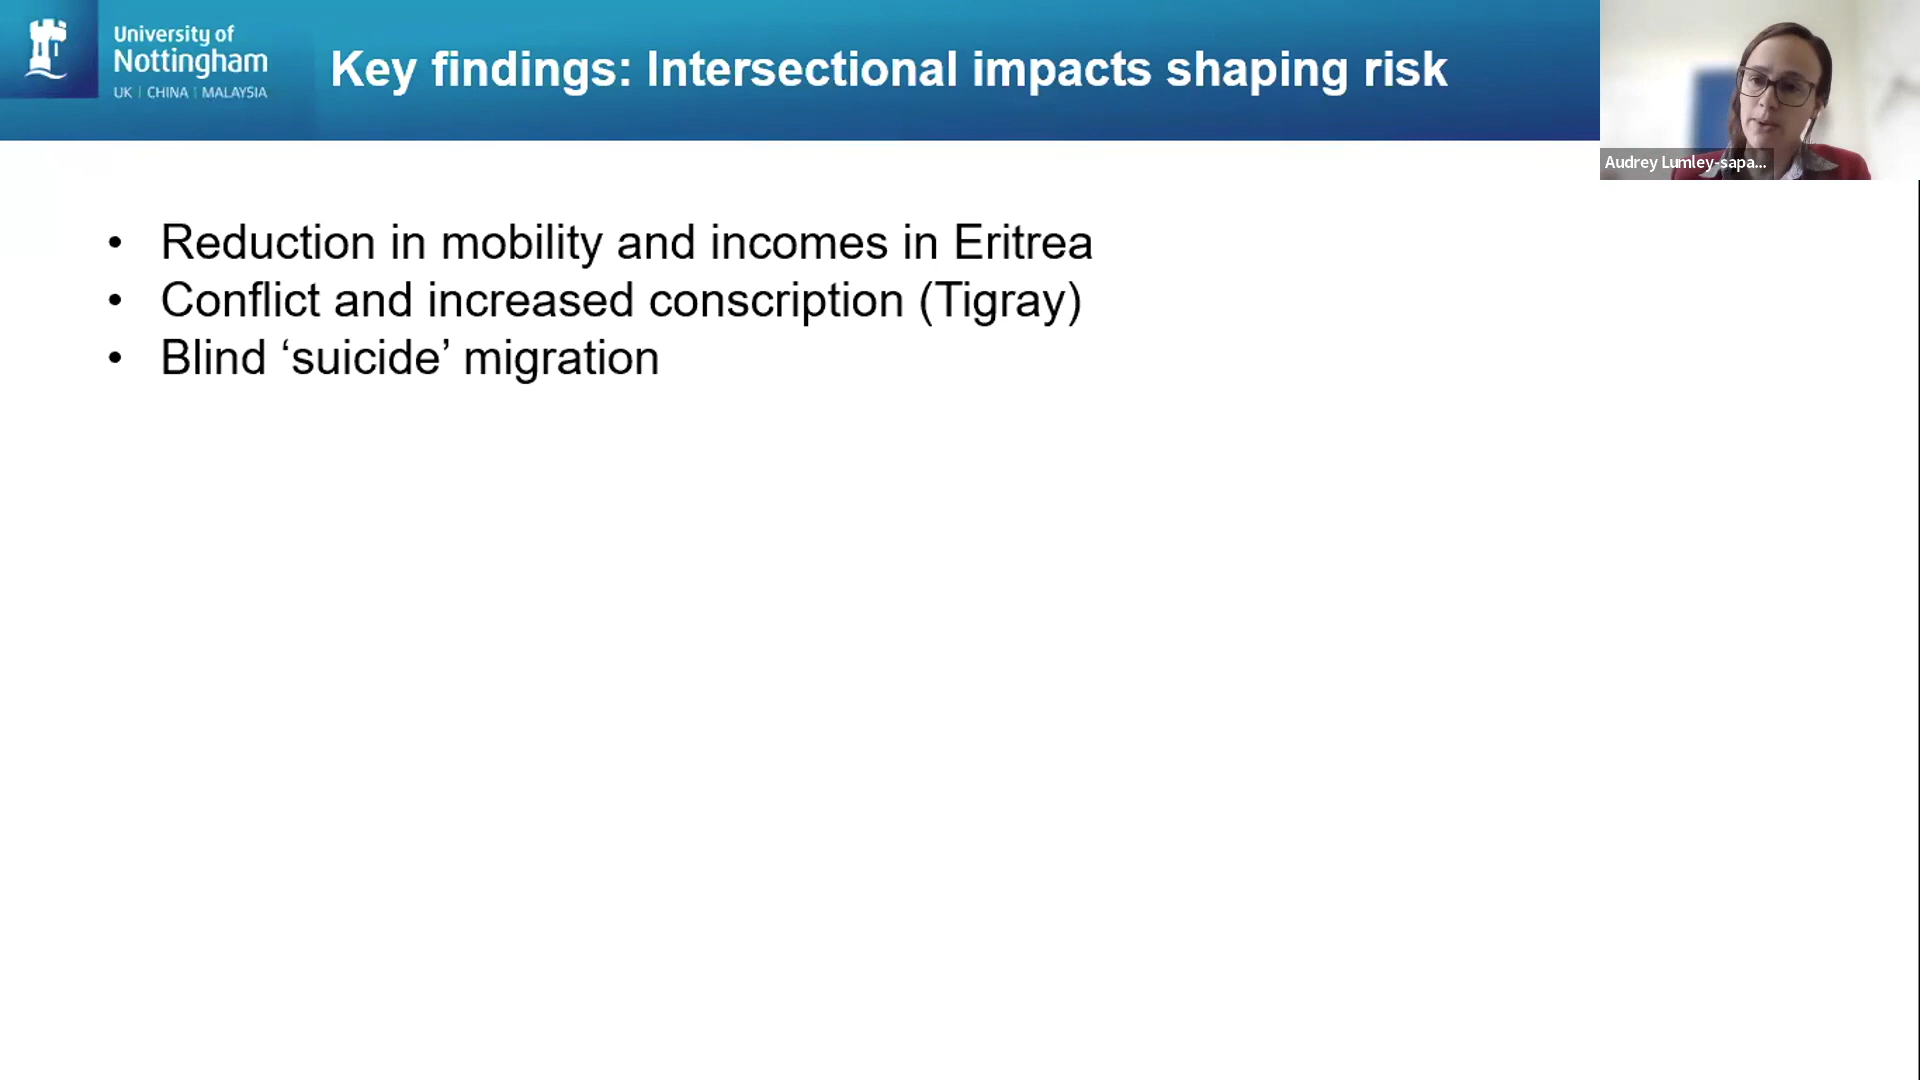 University of
Nottingham
UK | CHINA | MALAYSIA
Key findings: Intersectional impacts shaping risk
Audrey Lumley-sapa...
• Reduction in mobility and incomes in Eritrea
• Conflict and increased conscription (Tigray)
• Blind ‘suicide’ migration